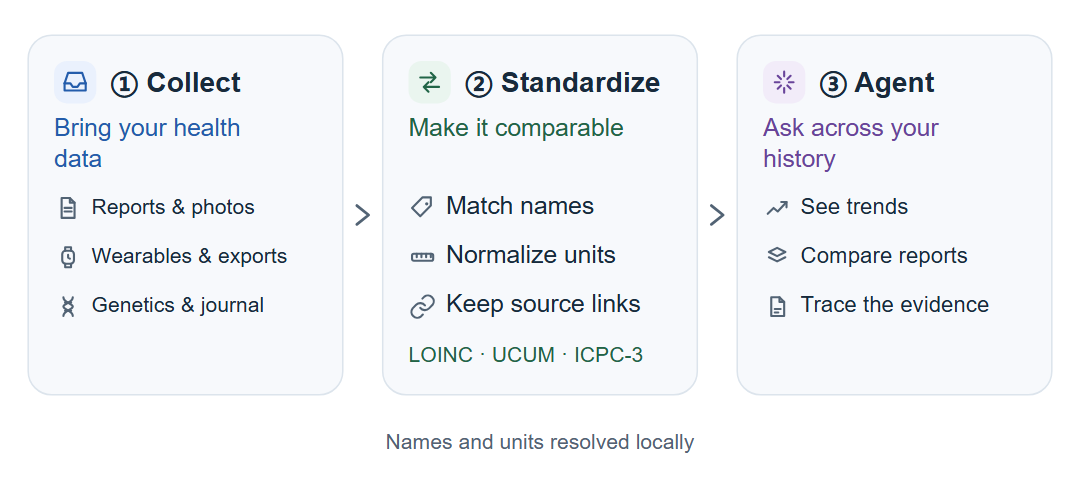 ① Collect
Bring your health
data
Reports & photos
Wearables & exports
Genetics & journal
② Standardize
Make it comparable
Match names
Normalize units
Keep source links
LOINC · UCUM · ICPC-3
③ Agent
Ask across your
history
See trends
Compare reports
Trace the evidence
Names and units resolved locally